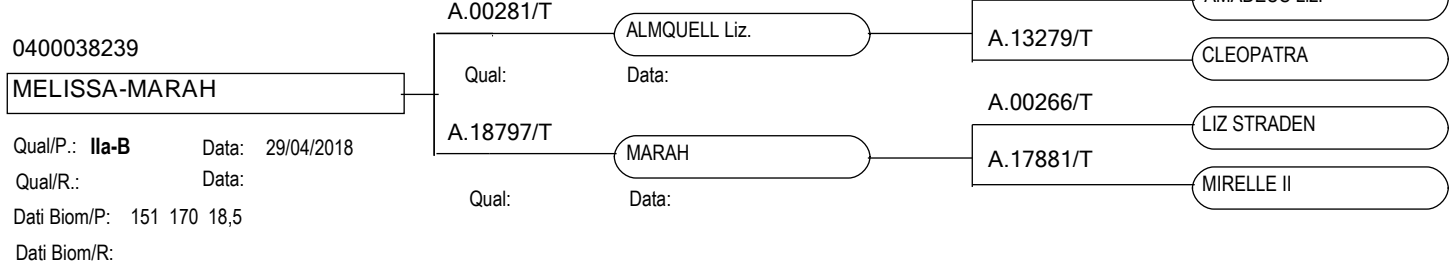 A.00281/T
ALMQUELL Liz.
A.13279/T
0400038239
CLEOPATRA
Qual: Data:
MELISSA-MARAH
A.00266/T
A.18797/T
LIZ STRADEN
Qual/P.: IIa-B Data: 29/04/2018
MARAH
A.17881/T
Qual/R.: Data:
MIRELLE II
Qual: Data:
Dati Biom/P: 151 170 18,5
Dati Biom/R: